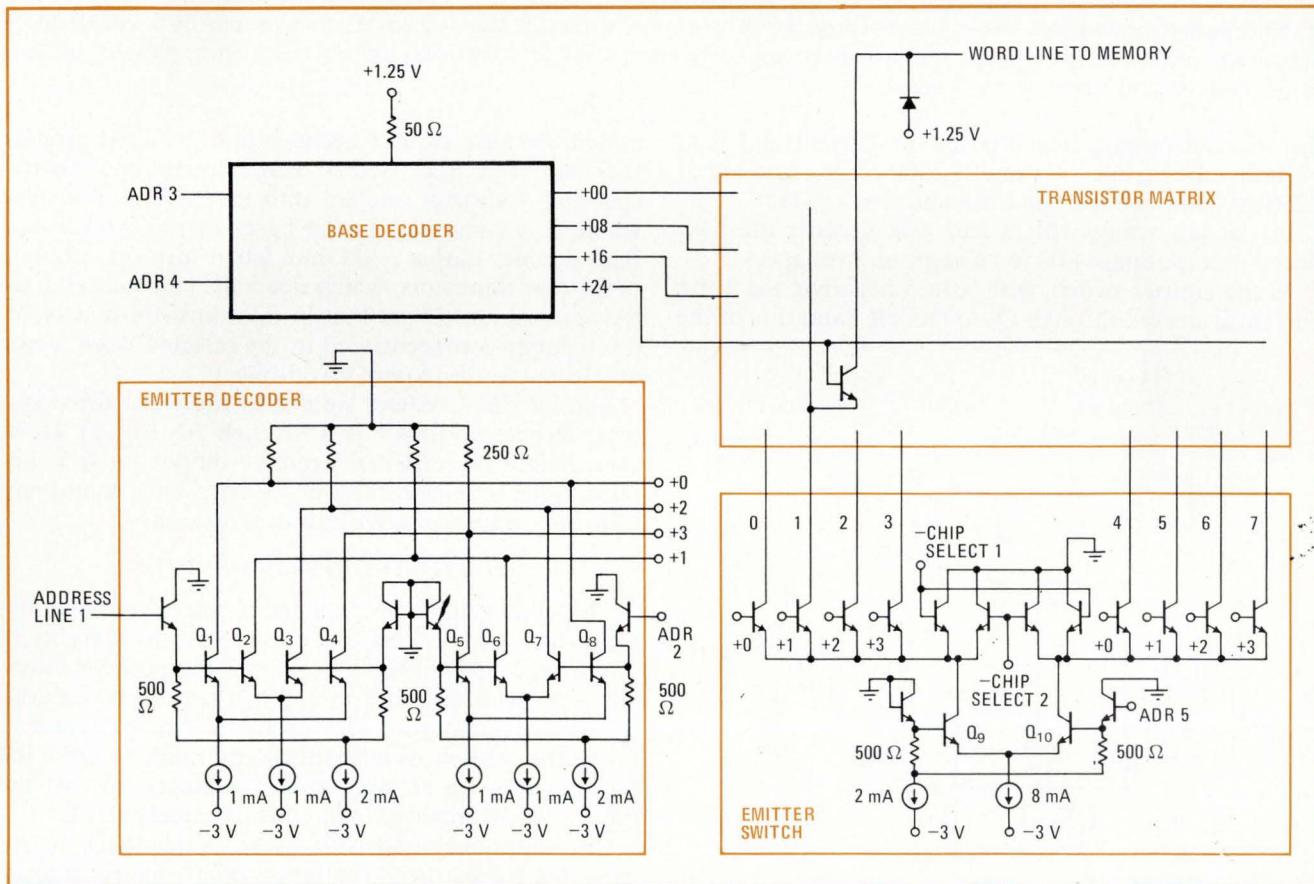 WORD LINE TO MEMORY
+1.25 V
50 Ω
+1.25 V
ADR 3
ADR 4
BASE DECODER
+00
+08
+16
+24
TRANSISTOR MATRIX
EMITTER DECODER
250 Ω
+0
+2
+3
+1
ADDRESS
LINE 1
Q1 Q2 Q3 Q4 Q5 Q6 Q7 Q8
ADR
2
500
Ω
500
Ω
500
Ω
1 mA 1 mA 2 mA 1 mA 1 mA 2 mA
−3 V −3 V −3 V −3 V −3 V −3 V
0 1 2 3
−CHIP
SELECT 1
4 5 6 7
+0 +1 +2 +3
+0 +1 +2 +3
−CHIP
SELECT 2
ADR 5
Q9 Q10
500 Ω
500 Ω
2 mA 8 mA
−3 V −3 V
EMITTER
SWITCH